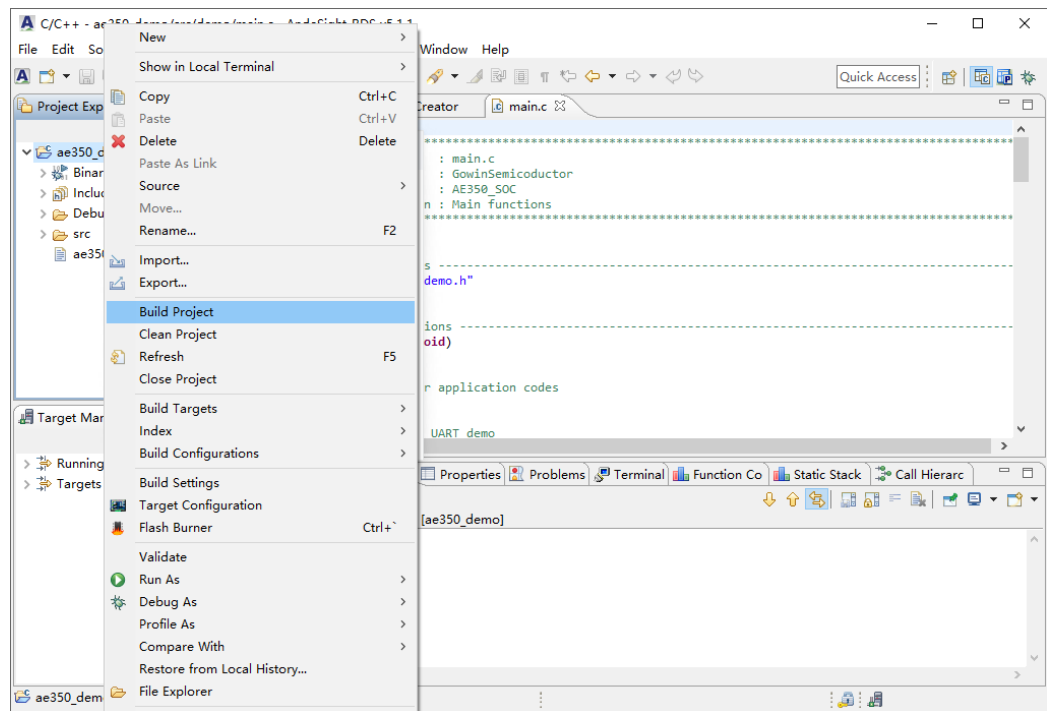 C/C++ - ae350_demo/src/demo/main.c - AndeSight RDS v5.1.1
File Edit So
Window Help
Quick Access
Project Exp
ae350_d
Binar
Includ
Debu
src
ae350
Target Mar
Running
Targets
New
Show in Local Terminal
Copy Ctrl+C
Paste Ctrl+V
Delete Delete
Paste As Link
Source
Move...
Rename... F2
Import...
Export...
Build Project
Clean Project
Refresh F5
Close Project
Build Targets
Index
Build Configurations
Build Settings
Target Configuration
Flash Burner Ctrl+`
Validate
Run As
Debug As
Profile As
Compare With
Restore from Local History...
File Explorer
Creator main.c
: main.c
: GowinSemicoductor
: AE350_SOC
n : Main functions
s ----------
demo.h"
ions ----------
oid)
r application codes
UART demo
Properties Problems Terminal Function Co Static Stack Call Hierarc
[ae350_demo]
ae350_dem